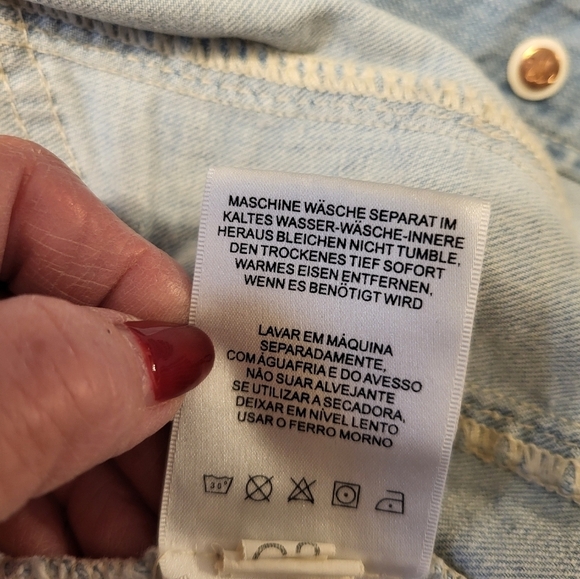 MASCHINE WÄSCHE SEPARAT IM
KALTES WASSER-WÄSCHE-INNERE
HERAUS BLEICHEN NICHT TUMBLE,
DEN TROCKENES TIEF SOFORT
WARMES EISEN ENTFERNEN,
WENN ES BENÖTIGT WIRD
LAVAR EM MÁQUINA
SEPARADAMENTE,
COM ÁGUAFRIA E DO AVESSO
NÃO SUAR ALVEJANTE
SE UTILIZAR A SECADORA,
DEIXAR EM NÍVEL LENTO
USAR O FERRO MORNO
30°